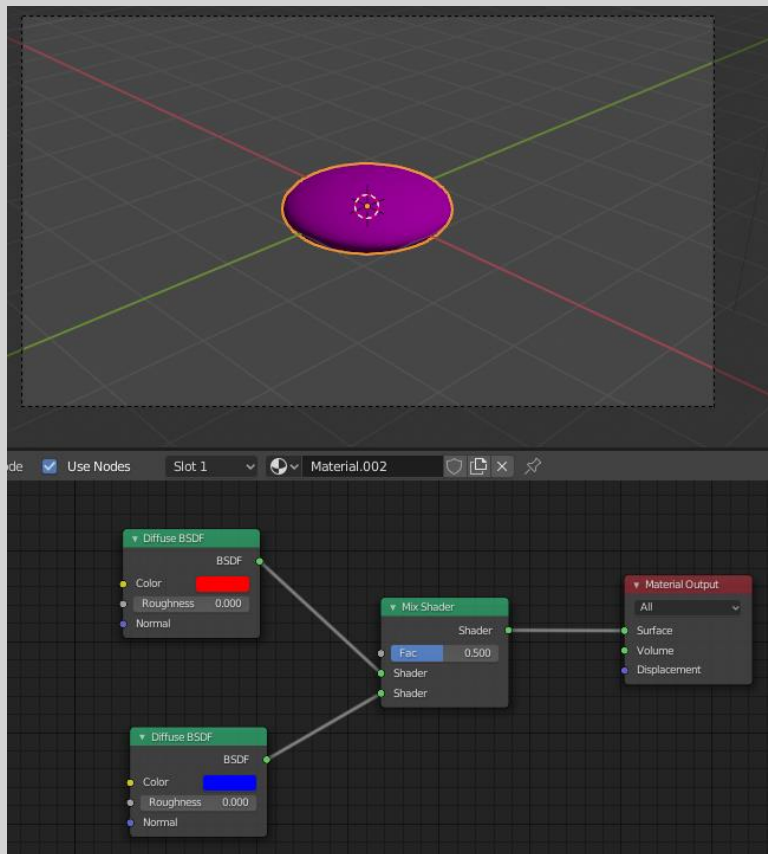 de Use Nodes Slot 1 Material.002
Diffuse BSDF
BSDF
Color
Roughness 0.000
Normal
Mix Shader
Shader
Fac 0.500
Shader
Shader
Material Output
All
Surface
Volume
Displacement
Diffuse BSDF
BSDF
Color
Roughness 0.000
Normal